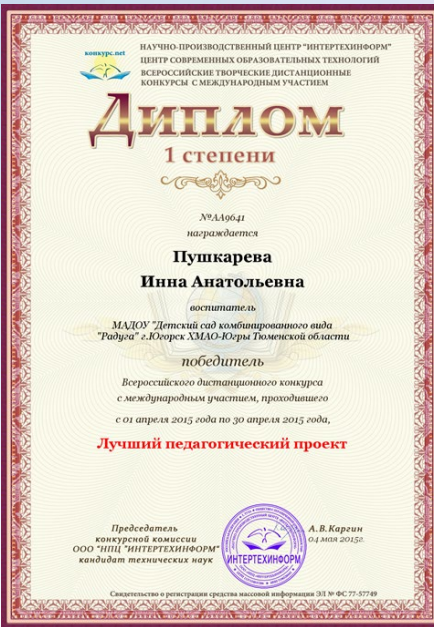 конкурс.net
НАУЧНО-ПРОИЗВОДСТВЕННЫЙ ЦЕНТР "ИНТЕРТЕХИНФОРМ"
ЦЕНТР СОВРЕМЕННЫХ ОБРАЗОВАТЕЛЬНЫХ ТЕХНОЛОГИЙ
ВСЕРОССИЙСКИЕ ТВОРЧЕСКИЕ ДИСТАНЦИОННЫЕ
КОНКУРСЫ С МЕЖДУНАРОДНЫМ УЧАСТИЕМ
ДИПЛОМ
1 степени
№АА9641
награждается
Пушкарева
Инна Анатольевна
воспитатель
МАДОУ "Детский сад комбинированного вида
"Радуга" г.Югорск ХМАО-Югры Тюменской области
победитель
Всероссийского дистанционного конкурса
с международным участием, проходившего
с 01 апреля 2015 года по 30 апреля 2015 года,
Лучший педагогический проект
Председатель
конкурсной комиссии
ООО "НПЦ "ИНТЕРТЕХИНФОРМ"
кандидат технических наук
ИНТЕРТЕХИНФОРМ
А.В.Каргин
04 мая 2015г.
Свидетельство о регистрации средства массовой информации ЭЛ № ФС 77-57749